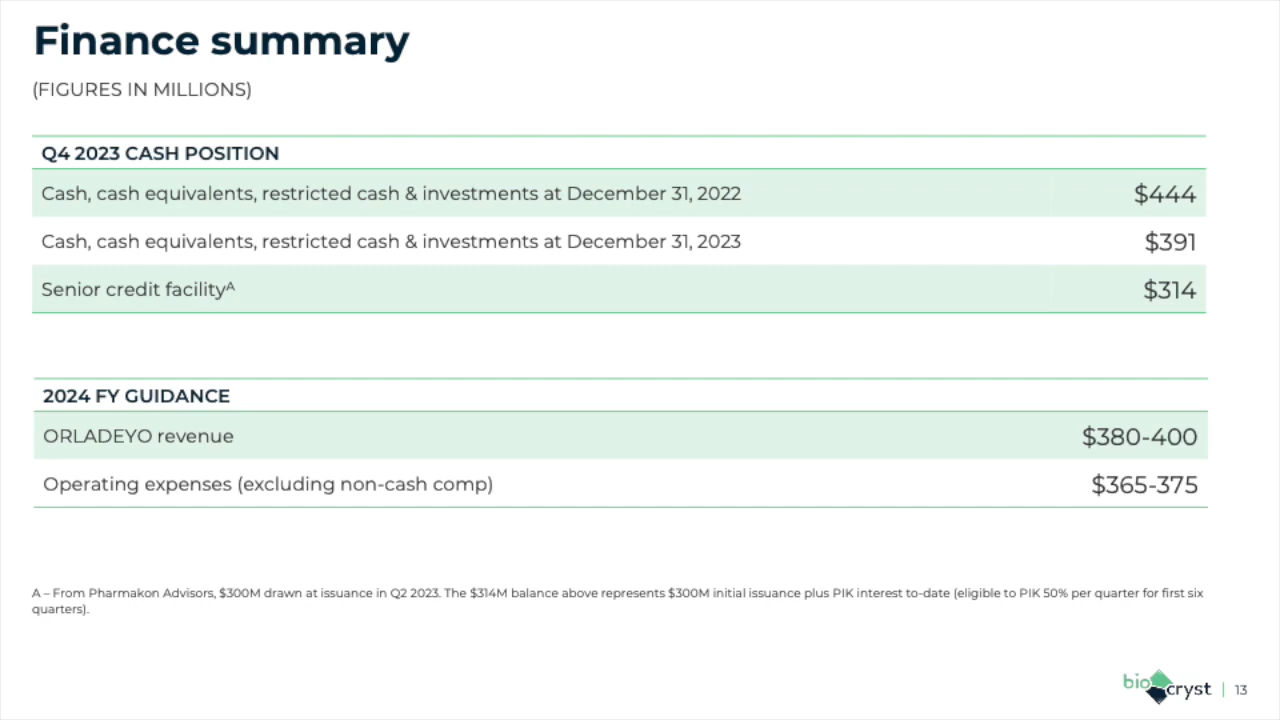 Finance summary
(FIGURES IN MILLIONS)
Q4 2023 CASH POSITION
Cash, cash equivalents, restricted cash & investments at December 31, 2022 $444
Cash, cash equivalents, restricted cash & investments at December 31, 2023 $391
Senior credit facilityᴬ $314
2024 FY GUIDANCE
ORLADEYO revenue $380-400
Operating expenses (excluding non-cash comp) $365-375
A – From Pharmakon Advisors, $300M drawn at issuance in Q2 2023. The $314M balance above represents $300M initial issuance plus PIK interest to-date (eligible to PIK 50% per quarter for first six
quarters).
biocryst | 13